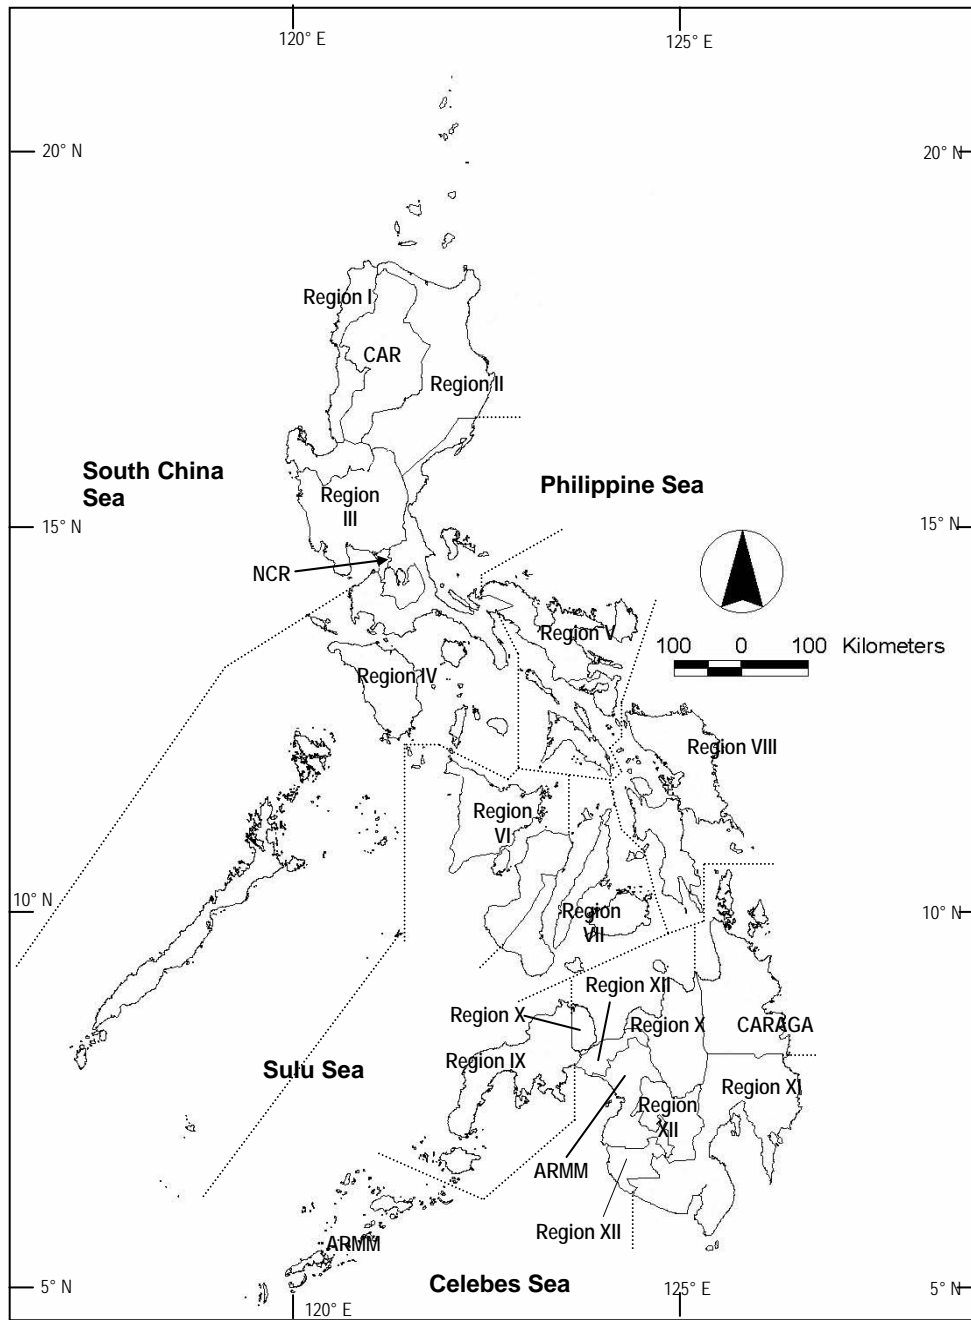 120° E
125° E
20° N
20° N
Region I
CAR
Region II
South China
Sea
Philippine Sea
Region
III
15° N
15° N
NCR
Region V
100 0 100 Kilometers
Region IV
Region VIII
Region
VI
10° N
10° N
Region
VII
Region XII
Region X
Region X
CARAGA
Region IX
Sulu Sea
Region XI
Region
XII
ARMM
Region XII
ARMM
Celebes Sea
5° N
5° N
120° E
125° E